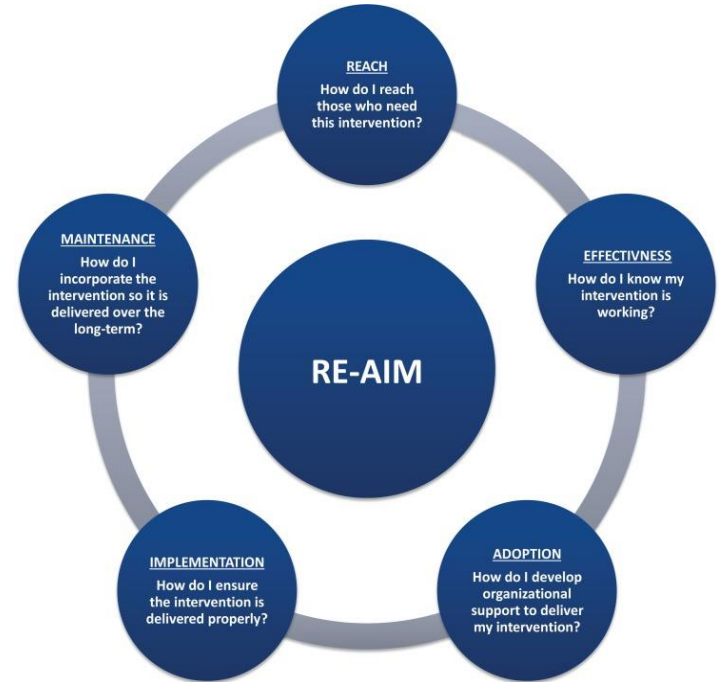 REACH
How do I reach
those who need
this intervention?
EFFECTIVNESS
How do I know my
intervention is
working?
ADOPTION
How do I develop
organizational
support to deliver
my intervention?
IMPLEMENTATION
How do I ensure
the intervention is
delivered properly?
MAINTENANCE
How do I
incorporate the
intervention so it is
delivered over the
long-term?
RE-AIM